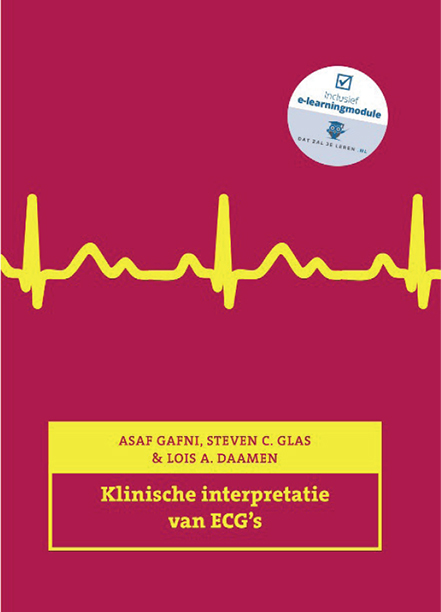 Inclusief
e-learningmodule
DAT ZAL JE LEREN .NL
ASAF GAFNI, STEVEN C. GLAS
& LOIS A. DAAMEN
Klinische interpretatie
van ECG's